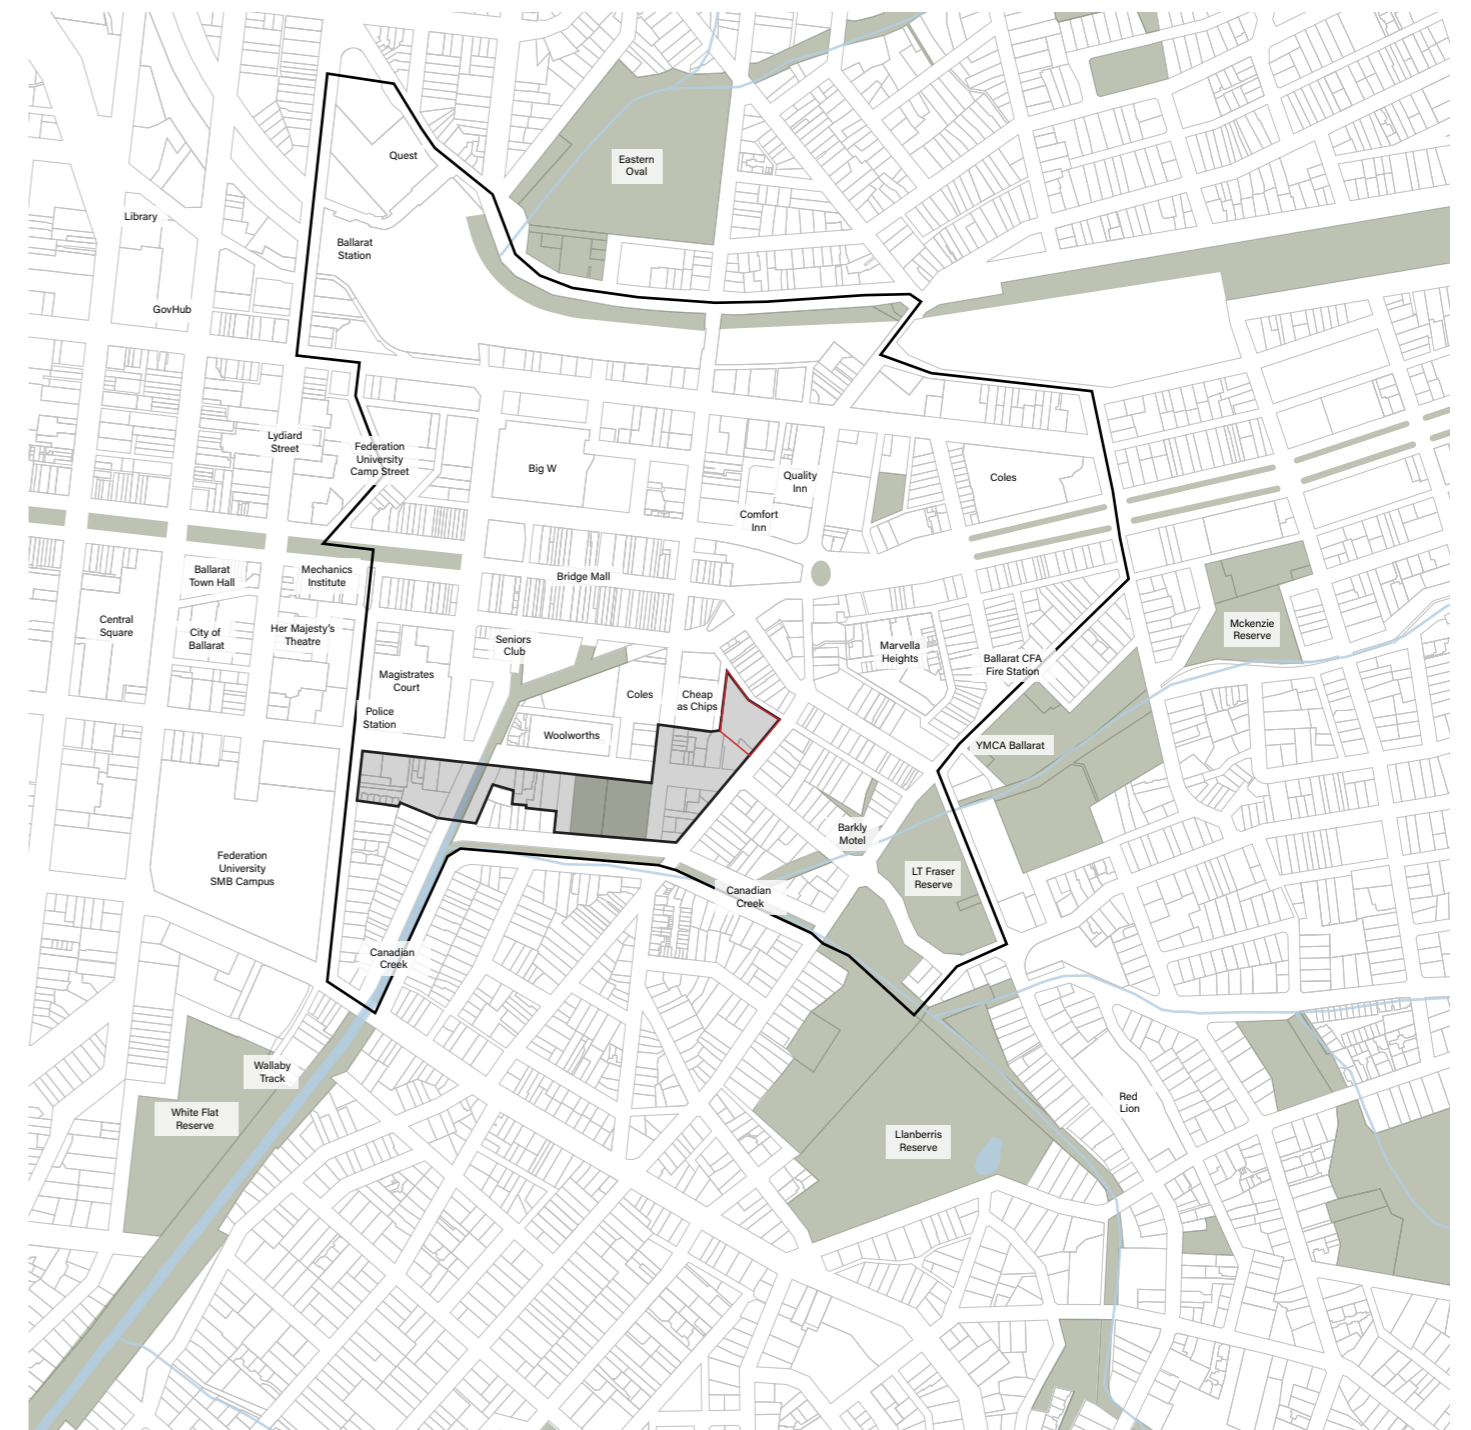 Quest
Eastern
Oval
Library
Ballarat
Station
GovHub
Lydiard
Street
Federation
University
Camp Street
Big W
Quality
Inn
Coles
Comfort
Inn
Ballarat
Town Hall
Mechanics
Institute
Bridge Mall
Central
Square
City of
Ballarat
Her Majesty's
Theatre
Seniors
Club
Marvella
Heights
Ballarat CFA
Fire Station
Mckenzie
Reserve
Magistrates
Court
Coles
Cheap
as Chips
Police
Station
Woolworths
YMCA Ballarat
Barkly
Motel
Federation
University
SMB Campus
LT Fraser
Reserve
Canadian
Creek
Canadian
Creek
Wallaby
Track
White Flat
Reserve
Red
Lion
Llanberris
Reserve